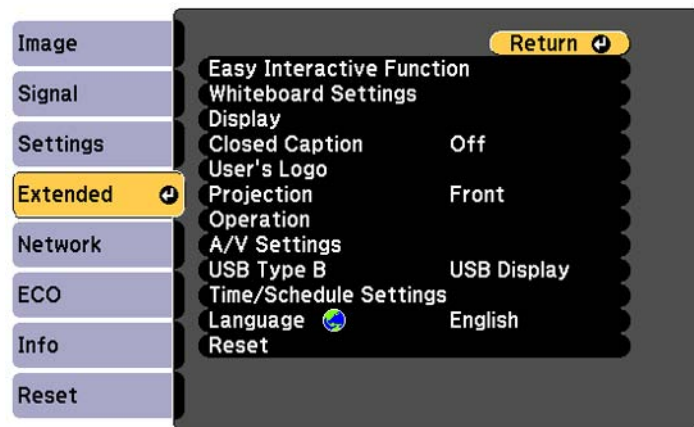 Image
Signal
Settings
Extended
Network
ECO
Info
Reset
Return
Easy Interactive Function
Whiteboard Settings
Display
Closed Caption Off
User's Logo
Projection Front
Operation
A/V Settings
USB Type B USB Display
Time/Schedule Settings
Language English
Reset